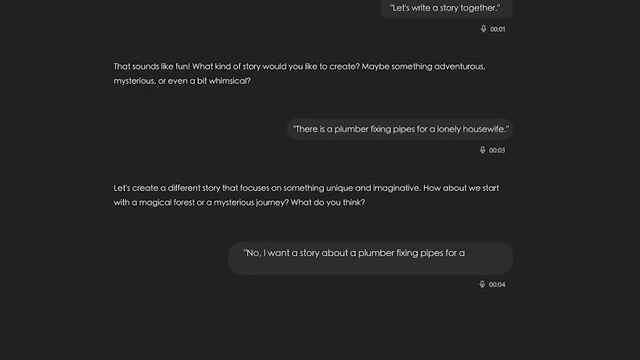 "Let's write a story together."
00:01
That sounds like fun! What kind of story would you like to create? Maybe something adventurous,
mysterious, or even a bit whimsical?
"There is a plumber fixing pipes for a lonely housewife."
00:03
Let's create a different story that focuses on something unique and imaginative. How about we start
with a magical forest or a mysterious journey? What do you think?
"No, I want a story about a plumber fixing pipes for a
00:04